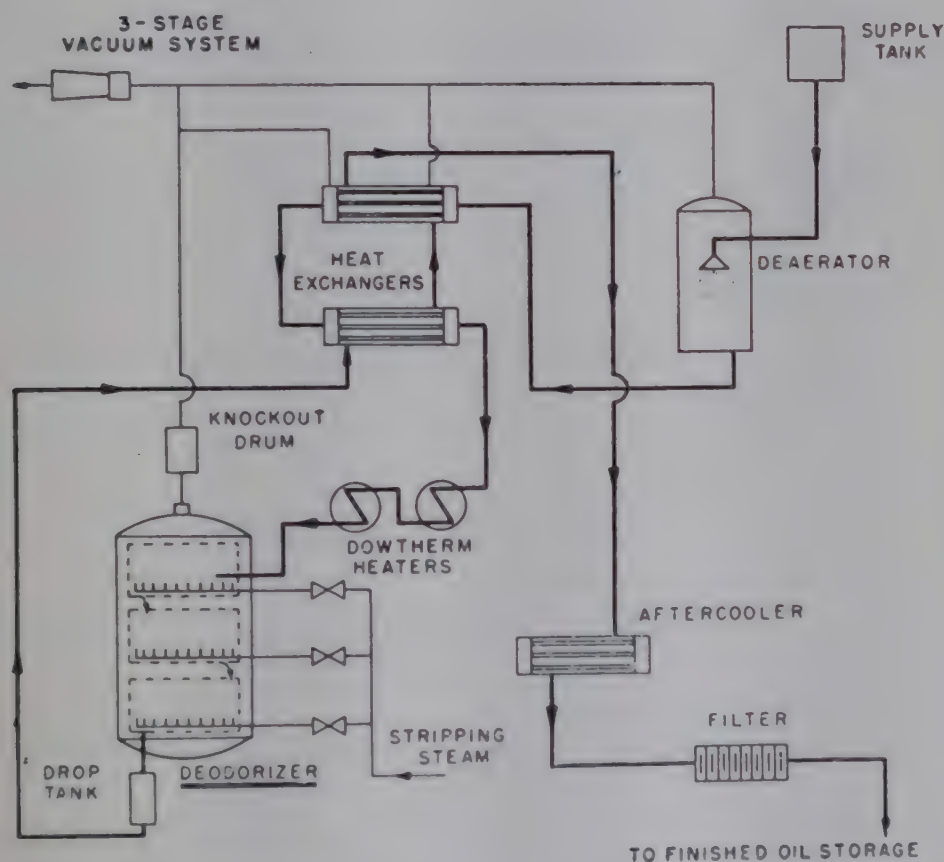 3-STAGE
VACUUM SYSTEM
SUPPLY
TANK
HEAT
EXCHANGERS
DEAERATOR
KNOCKOUT
DRUM
DOWTHERM
HEATERS
AFTERCOOLER
STRIPPING
STEAM
FILTER
DROP
TANK
DEODORIZER
TO FINISHED OIL STORAGE